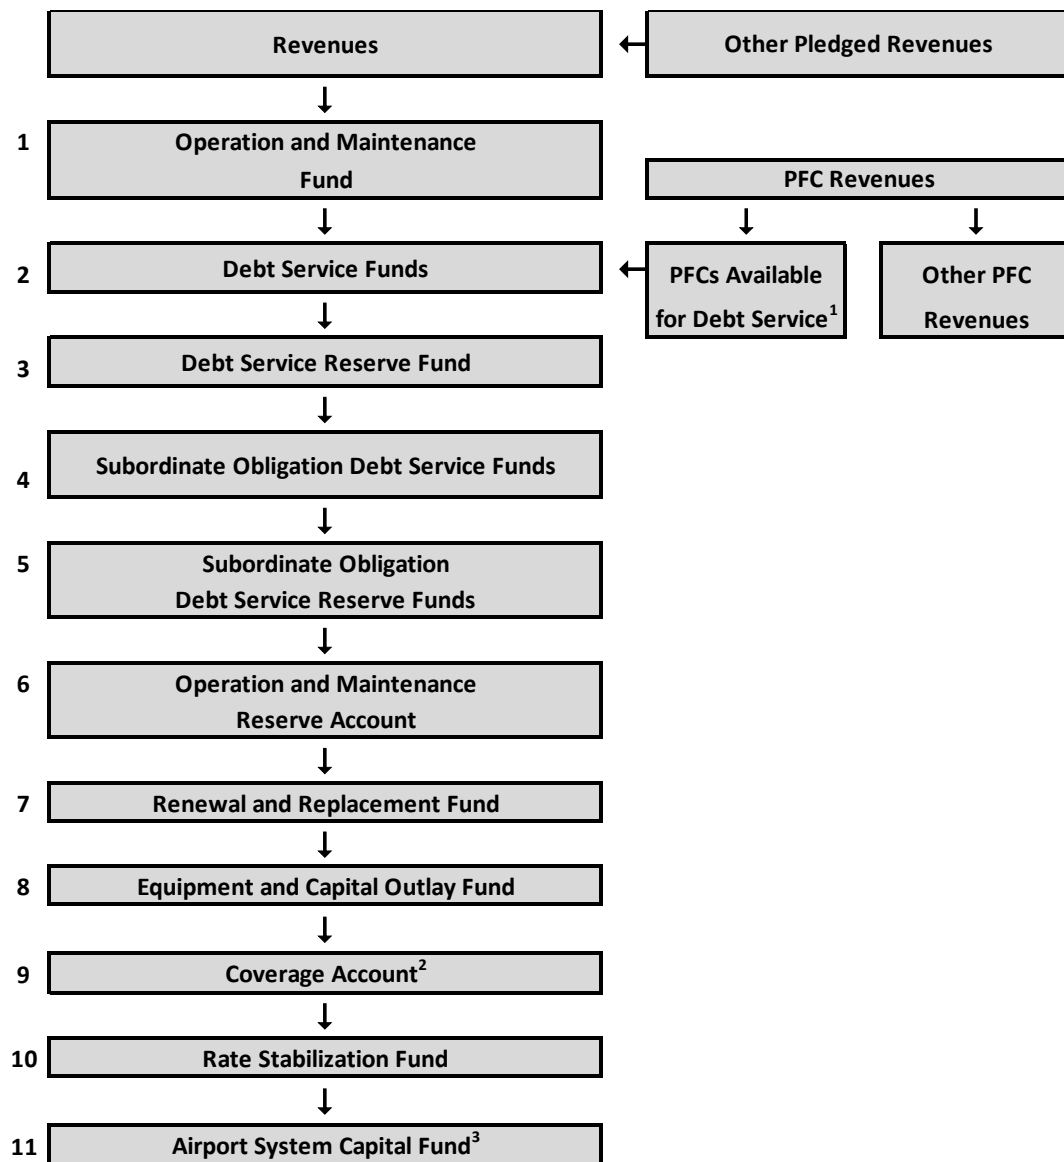 Revenues
Other Pledged Revenues
1
Operation and Maintenance
Fund
PFC Revenues
2
Debt Service Funds
PFCs Available
for Debt Service¹
Other PFC
Revenues
3
Debt Service Reserve Fund
4
Subordinate Obligation Debt Service Funds
5
Subordinate Obligation
Debt Service Reserve Funds
6
Operation and Maintenance
Reserve Account
7
Renewal and Replacement Fund
8
Equipment and Capital Outlay Fund
9
Coverage Account²
10
Rate Stabilization Fund
11
Airport System Capital Fund³